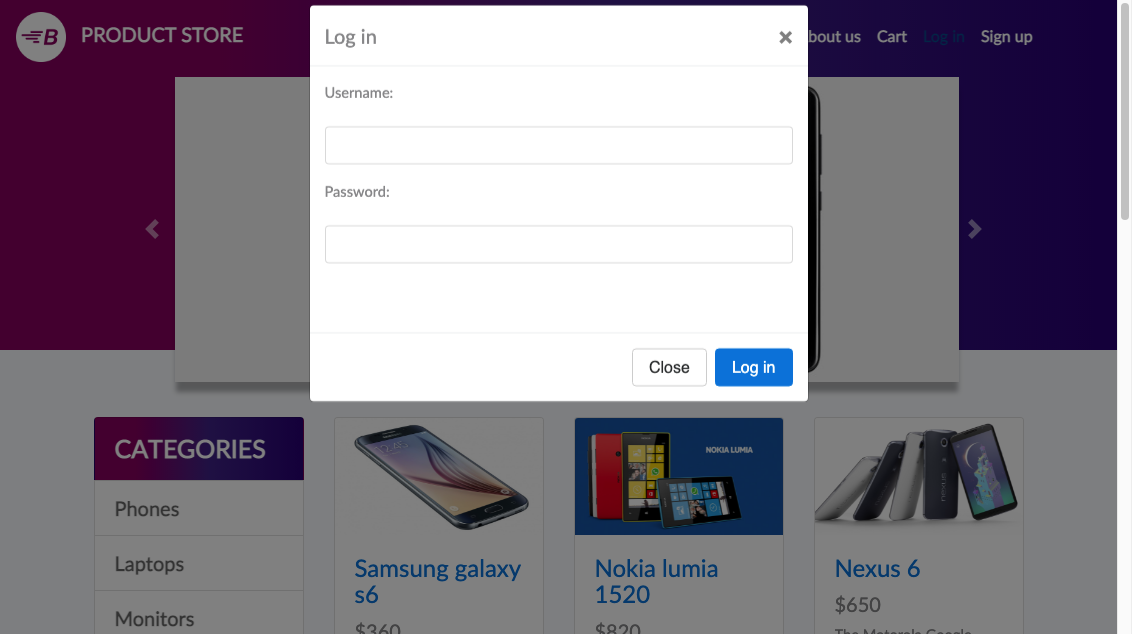 B PRODUCT STORE
Log in
×
bout us Cart Log in Sign up
Username:
Password:
Close Log in
CATEGORIES
Phones
Laptops
Monitors
NOKIA LUMIA
Samsung galaxy
s6
$360
Nokia lumia
1520
$820
Nexus 6
$650
The Motorola Google